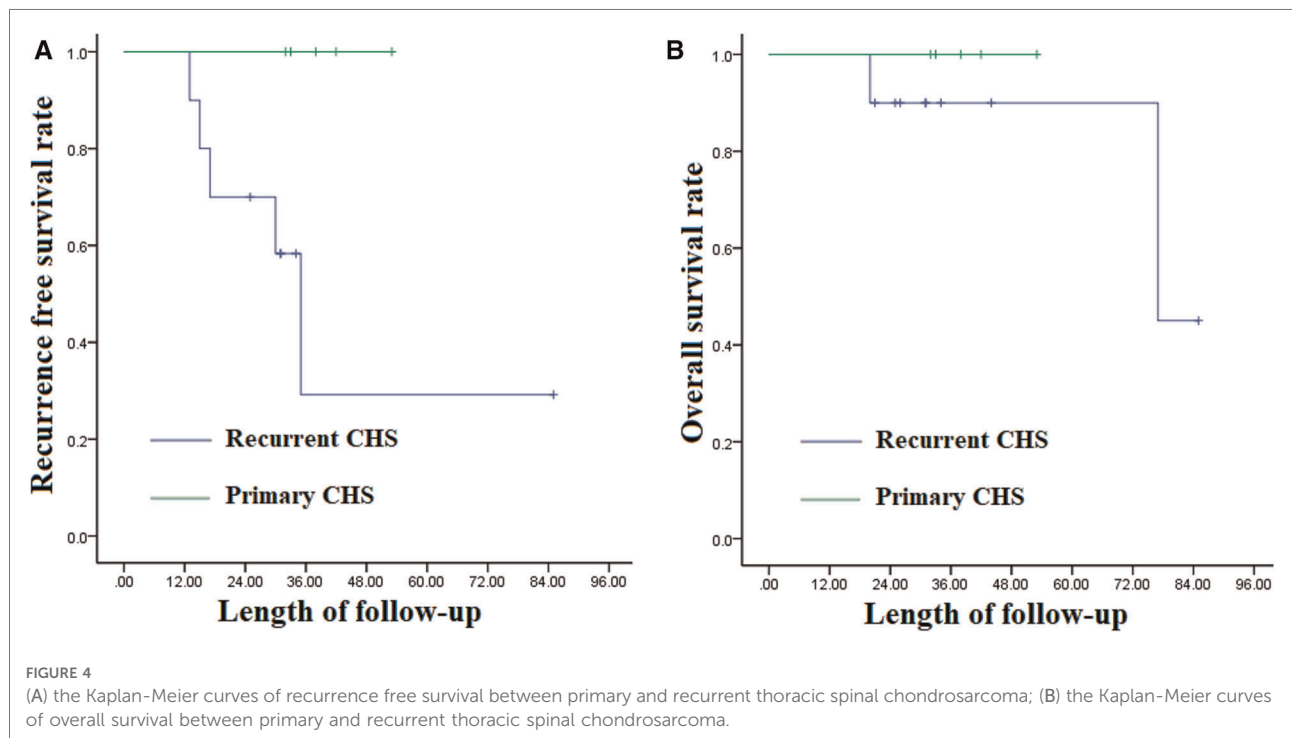 A
Recurrence free survival rate
1.0
0.8
0.6
0.4
0.2
0.0
Recurrent CHS
Primary CHS
.00 12.00 24.00 36.00 48.00 60.00 72.00 84.00 96.00
Length of follow-up
B
Overall survival rate
1.0
0.8
0.6
0.4
0.2
0.0
Recurrent CHS
Primary CHS
.00 12.00 24.00 36.00 48.00 60.00 72.00 84.00 96.00
Length of follow-up
FIGURE 4
(A) the Kaplan-Meier curves of recurrence free survival between primary and recurrent thoracic spinal chondrosarcoma; (B) the Kaplan-Meier curves
of overall survival between primary and recurrent thoracic spinal chondrosarcoma.